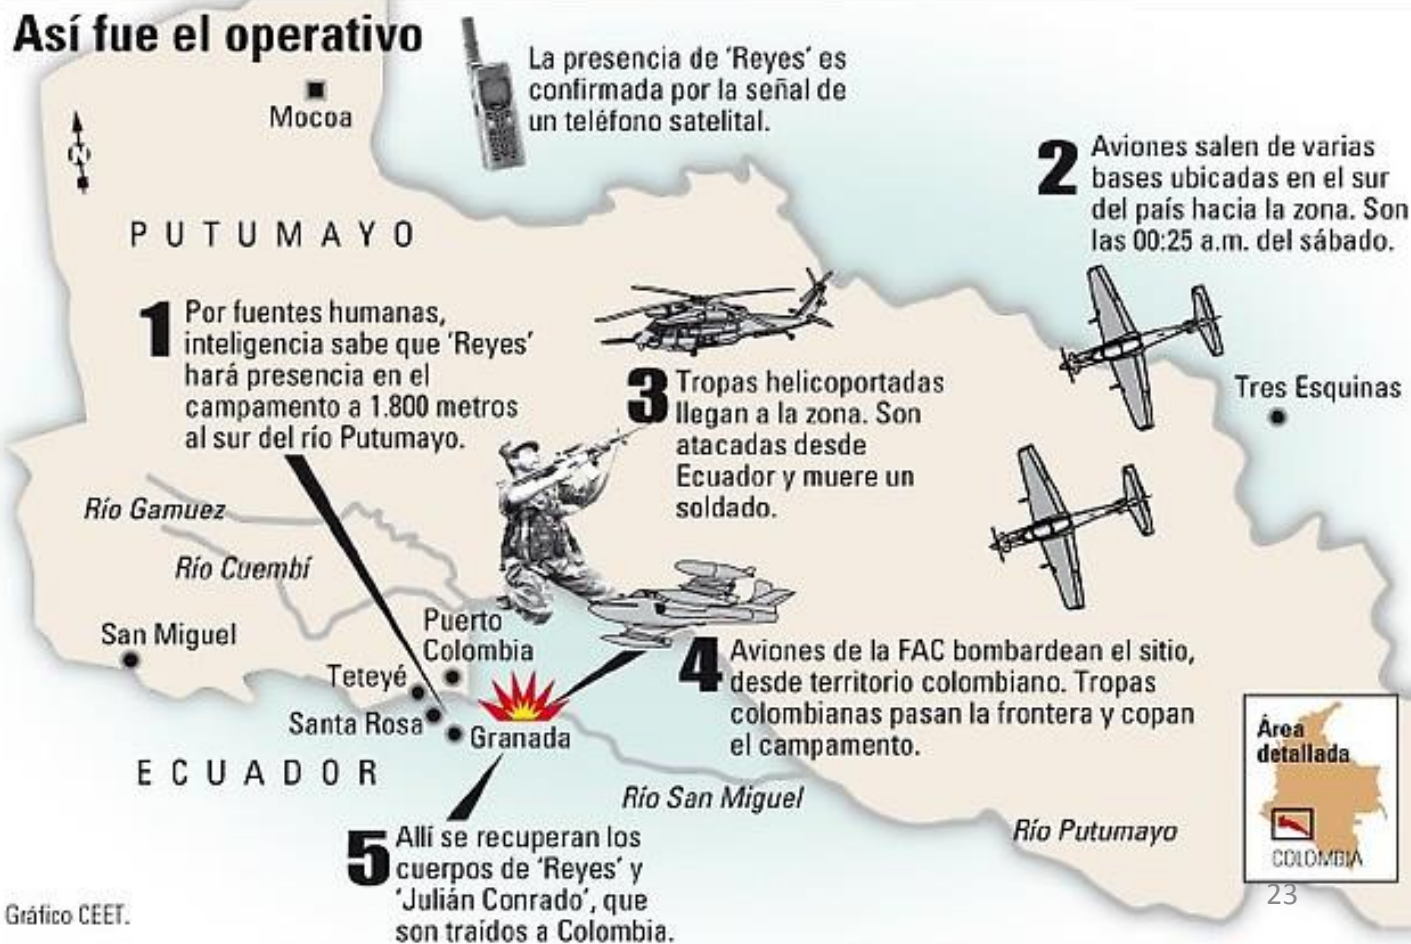 Así fue el operativo
La presencia de 'Reyes' es
confirmada por la señal de
un teléfono satelital.
Mocoa
N
PUTUMAYO
1
Por fuentes humanas,
inteligencia sabe que 'Reyes'
hará presencia en el
campamento a 1.800 metros
al sur del río Putumayo.
2
Aviones salen de varias
bases ubicadas en el sur
del país hacia la zona. Son
las 00:25 a.m. del sábado.
3
Tropas helicoportadas
llegan a la zona. Son
atacadas desde
Ecuador y muere un
soldado.
Tres Esquinas
Río Gamuez
Río Cuembí
San Miguel
Puerto
Colombia
Teteyé
Santa Rosa
Granada
ECUADOR
4
Aviones de la FAC bombardean el sitio,
desde territorio colombiano. Tropas
colombianas pasan la frontera y copan
el campamento.
Río San Miguel
Río Putumayo
5
Allí se recuperan los
cuerpos de 'Reyes' y
'Julián Conrado', que
son traídos a Colombia.
Área
detallada
COLOMBIA
23
Gráfico CEET.